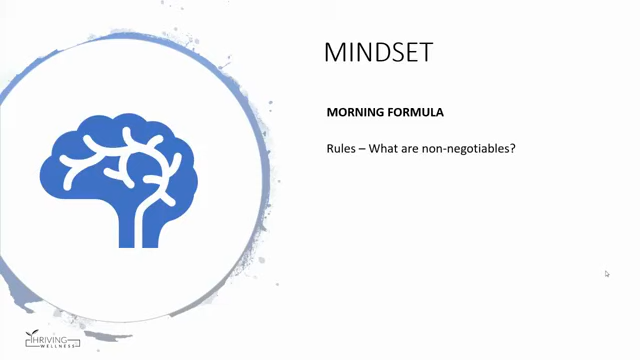 MINDSET
MORNING FORMULA
Rules – What are non-negotiables?
THRIVING
WELLNESS